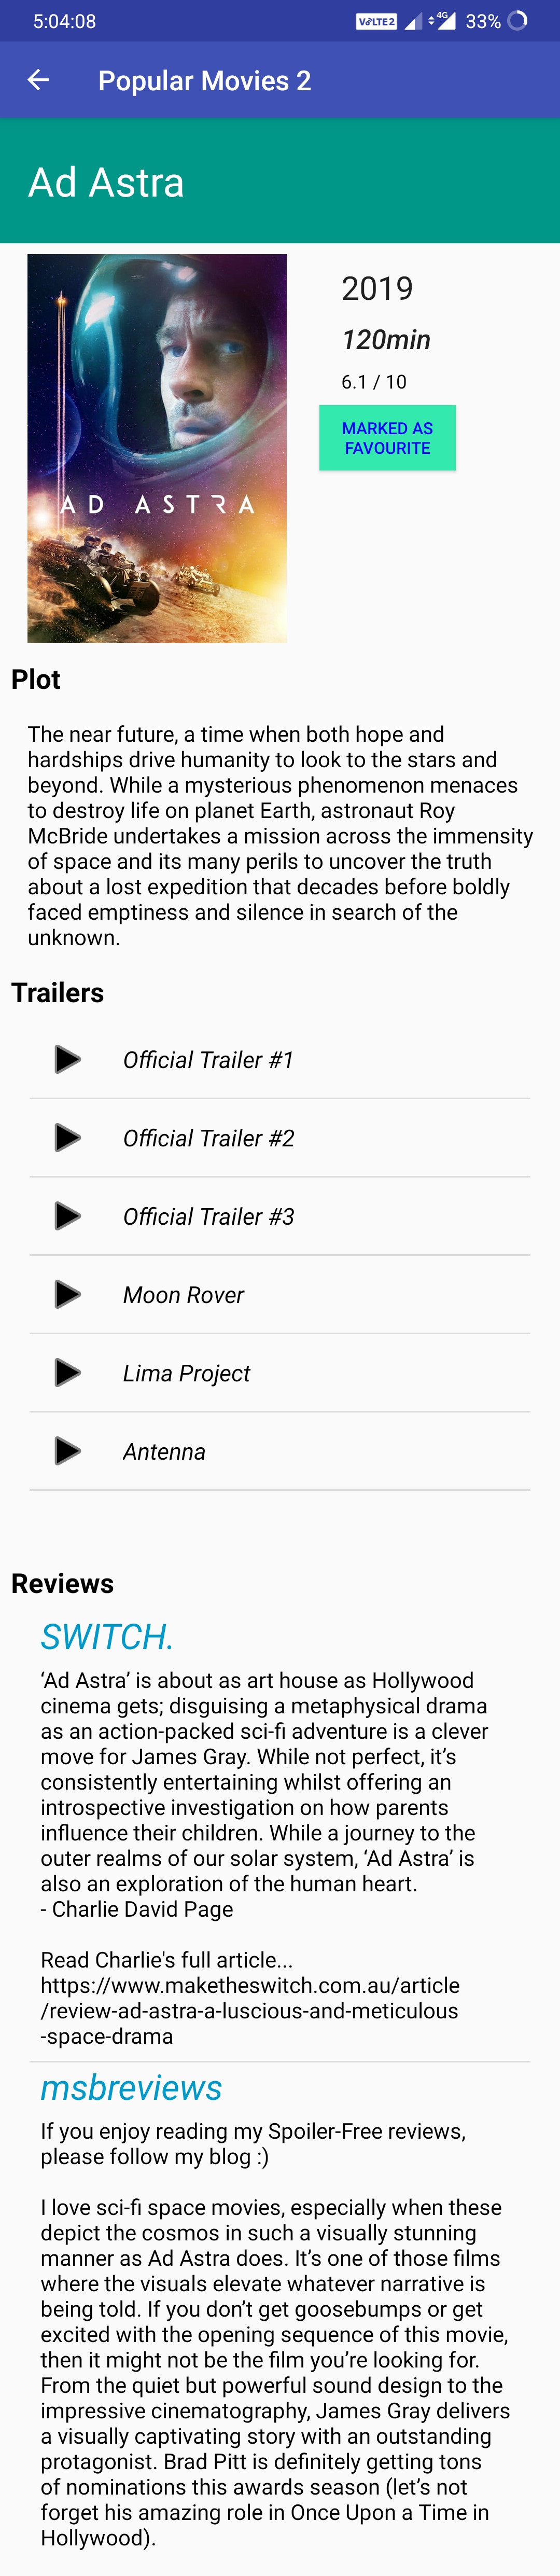 5:04:08
VoLTE2
4G
33%
Popular Movies 2
Ad Astra
2019
120min
6.1 / 10
MARKED AS
FAVOURITE
AD ASTRA
Plot
The near future, a time when both hope and
hardships drive humanity to look to the stars and
beyond. While a mysterious phenomenon menaces
to destroy life on planet Earth, astronaut Roy
McBride undertakes a mission across the immensity
of space and its many perils to uncover the truth
about a lost expedition that decades before boldly
faced emptiness and silence in search of the
unknown.
Trailers
Official Trailer #1
Official Trailer #2
Official Trailer #3
Moon Rover
Lima Project
Antenna
Reviews
SWITCH.
‘Ad Astra’ is about as art house as Hollywood
cinema gets; disguising a metaphysical drama
as an action-packed sci-fi adventure is a clever
move for James Gray. While not perfect, it’s
consistently entertaining whilst offering an
introspective investigation on how parents
influence their children. While a journey to the
outer realms of our solar system, ‘Ad Astra’ is
also an exploration of the human heart.
- Charlie David Page
Read Charlie's full article...
https://www.maketheswitch.com.au/article
/review-ad-astra-a-luscious-and-meticulous
-space-drama
msbreviews
If you enjoy reading my Spoiler-Free reviews,
please follow my blog :)
I love sci-fi space movies, especially when these
depict the cosmos in such a visually stunning
manner as Ad Astra does. It’s one of those films
where the visuals elevate whatever narrative is
being told. If you don’t get goosebumps or get
excited with the opening sequence of this movie,
then it might not be the film you’re looking for.
From the quiet but powerful sound design to the
impressive cinematography, James Gray delivers
a visually captivating story with an outstanding
protagonist. Brad Pitt is definitely getting tons
of nominations this awards season (let’s not
forget his amazing role in Once Upon a Time in
Hollywood).